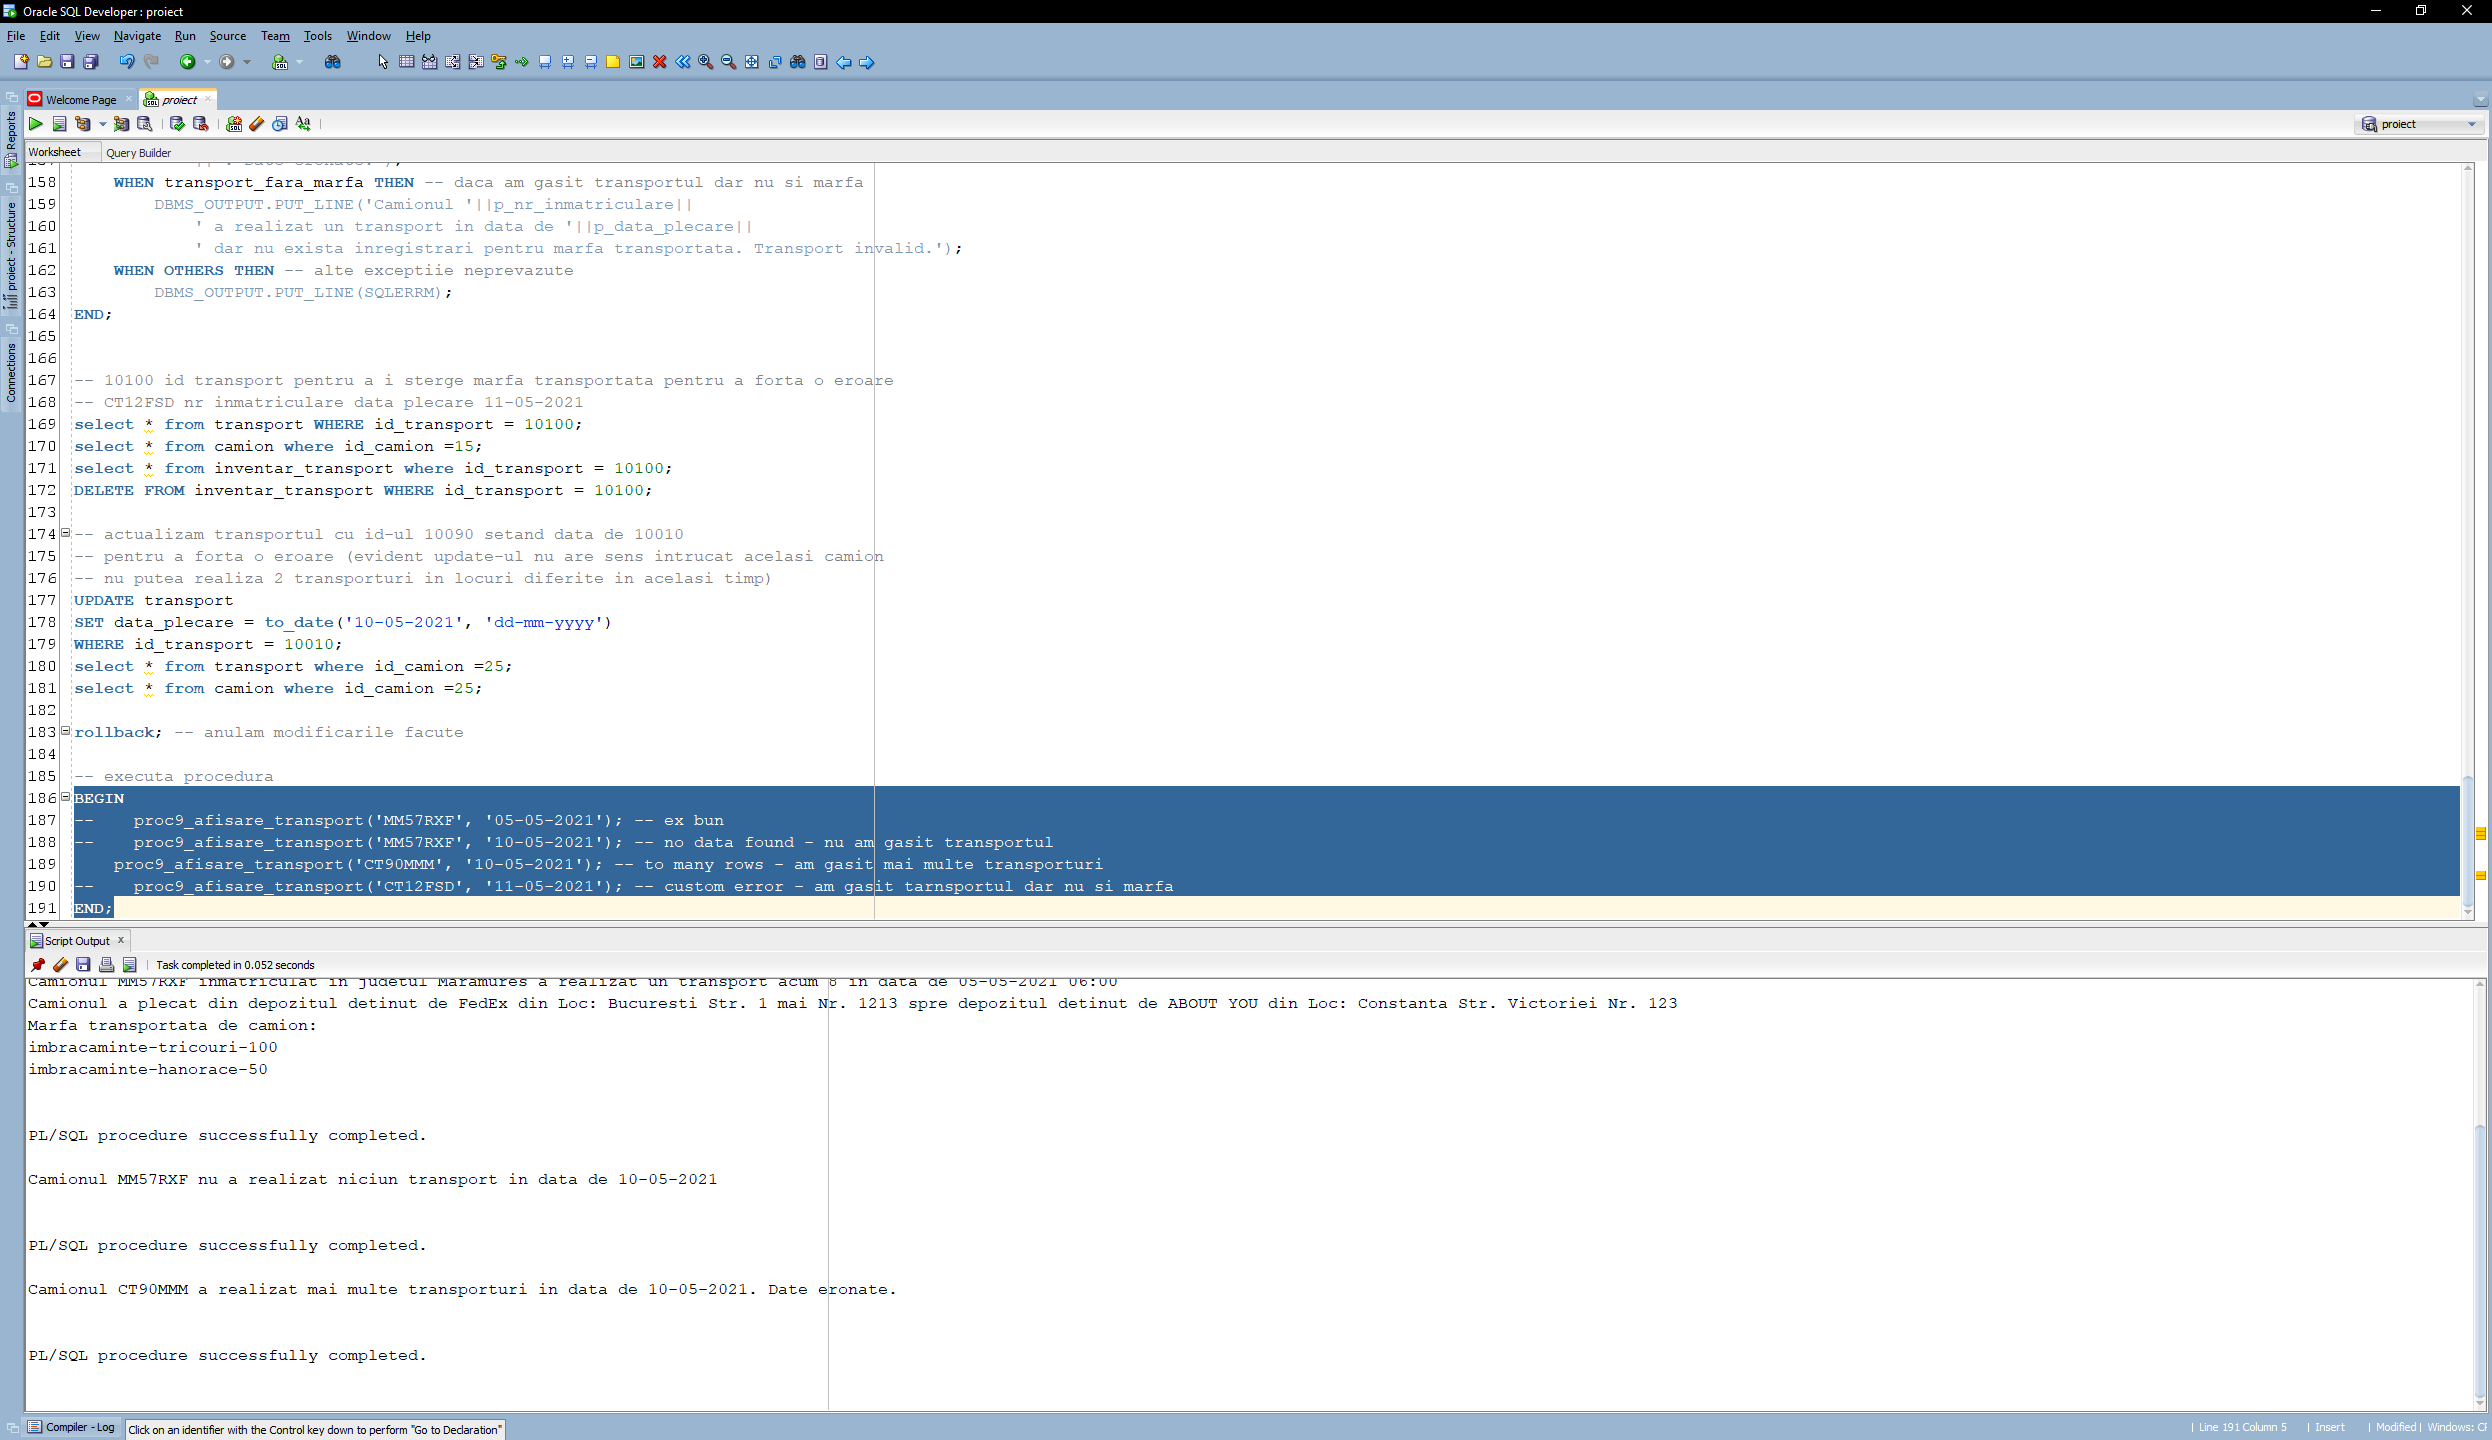 Oracle SQL Developer : proiect
File Edit View Navigate Run Source Team Tools Window Help
Welcome Page
proiect
proiect
Worksheet
Query Builder
Reports
proiect - Structure
Connections
158 WHEN transport_fara_marfa THEN -- daca am gasit transportul dar nu si marfa
159 DBMS_OUTPUT.PUT_LINE('Camionul '||p_nr_inmatriculare||
160 ' a realizat un transport in data de '||p_data_plecare||
161 ' dar nu exista inregistrari pentru marfa transportata. Transport invalid.');
162 WHEN OTHERS THEN -- alte exceptiie neprevazute
163 DBMS_OUTPUT.PUT_LINE(SQLERRM);
164 END;
165
166
167 -- 10100 id transport pentru a i sterge marfa transportata pentru a forta o eroare
168 -- CT12FSD nr inmatriculare data plecare 11-05-2021
169 select * from transport WHERE id_transport = 10100;
170 select * from camion where id_camion =15;
171 select * from inventar_transport where id_transport = 10100;
172 DELETE FROM inventar_transport WHERE id_transport = 10100;
173
174 -- actualizam transportul cu id-ul 10090 setand data de 10010
175 -- pentru a forta o eroare (evident update-ul nu are sens intrucat acelasi camion
176 -- nu putea realiza 2 transporturi in locuri diferite in acelasi timp)
177 UPDATE transport
178 SET data_plecare = to_date('10-05-2021', 'dd-mm-yyyy')
179 WHERE id_transport = 10010;
180 select * from transport where id_camion =25;
181 select * from camion where id_camion =25;
182
183 rollback; -- anulam modificarile facute
184
185 -- executa procedura
186 BEGIN
187 -- proc9_afisare_transport('MM57RXF', '05-05-2021'); -- ex bun
188 -- proc9_afisare_transport('MM57RXF', '10-05-2021'); -- no data found - nu am gasit transportul
189 proc9_afisare_transport('CT90MMM', '10-05-2021'); -- to many rows - am gasit mai multe transporturi
190 -- proc9_afisare_transport('CT12FSD', '11-05-2021'); -- custom error - am gasit tarnsportul dar nu si marfa
191 END;
Script Output
Task completed in 0.052 seconds
Camionul MM57RXF inmatriculat in judetul Maramures a realizat un transport acum 8 in data de 05-05-2021 06:00
Camionul a plecat din depozitul detinut de FedEx din Loc: Bucuresti Str. 1 mai Nr. 1213 spre depozitul detinut de ABOUT YOU din Loc: Constanta Str. Victoriei Nr. 123
Marfa transportata de camion:
imbracaminte-tricouri-100
imbracaminte-hanorace-50
PL/SQL procedure successfully completed.
Camionul MM57RXF nu a realizat niciun transport in data de 10-05-2021
PL/SQL procedure successfully completed.
Camionul CT90MMM a realizat mai multe transporturi in data de 10-05-2021. Date eronate.
PL/SQL procedure successfully completed.
Compiler - Log
Click on an identifier with the Control key down to perform "Go to Declaration"
Line 191 Column 5 | Insert | Modified | Windows: